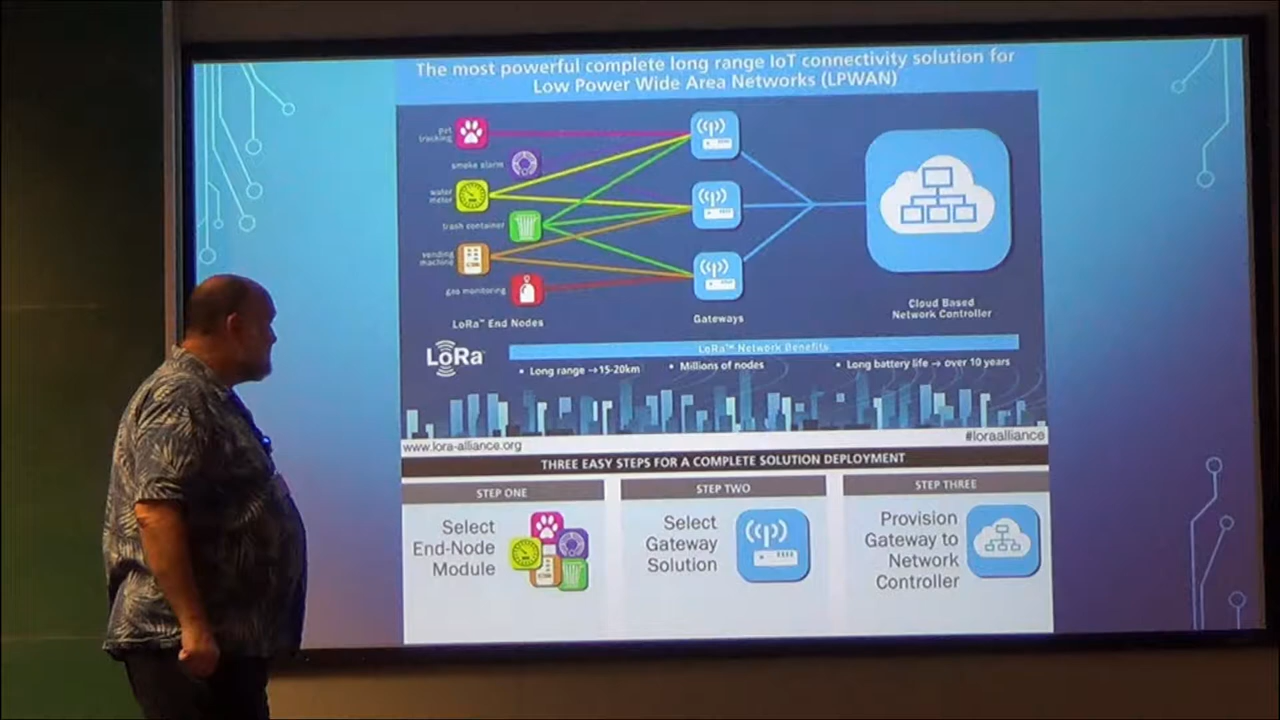 The most powerful complete long range IoT connectivity solution for
Low Power Wide Area Networks (LPWAN)
pet
tracking
smoke alarm
water
meter
trash container
vending
machine
gas monitoring
LoRa™ End Nodes
Gateways
Cloud Based
Network Controller
LoRa™
LoRa™ Network Benefits
• Long range →15-20km
• Millions of nodes
• Long battery life → over 10 years
www.lora-alliance.org
#loraalliance
THREE EASY STEPS FOR A COMPLETE SOLUTION DEPLOYMENT
STEP ONE
Select
End-Node
Module
STEP TWO
Select
Gateway
Solution
STEP THREE
Provision
Gateway to
Network
Controller